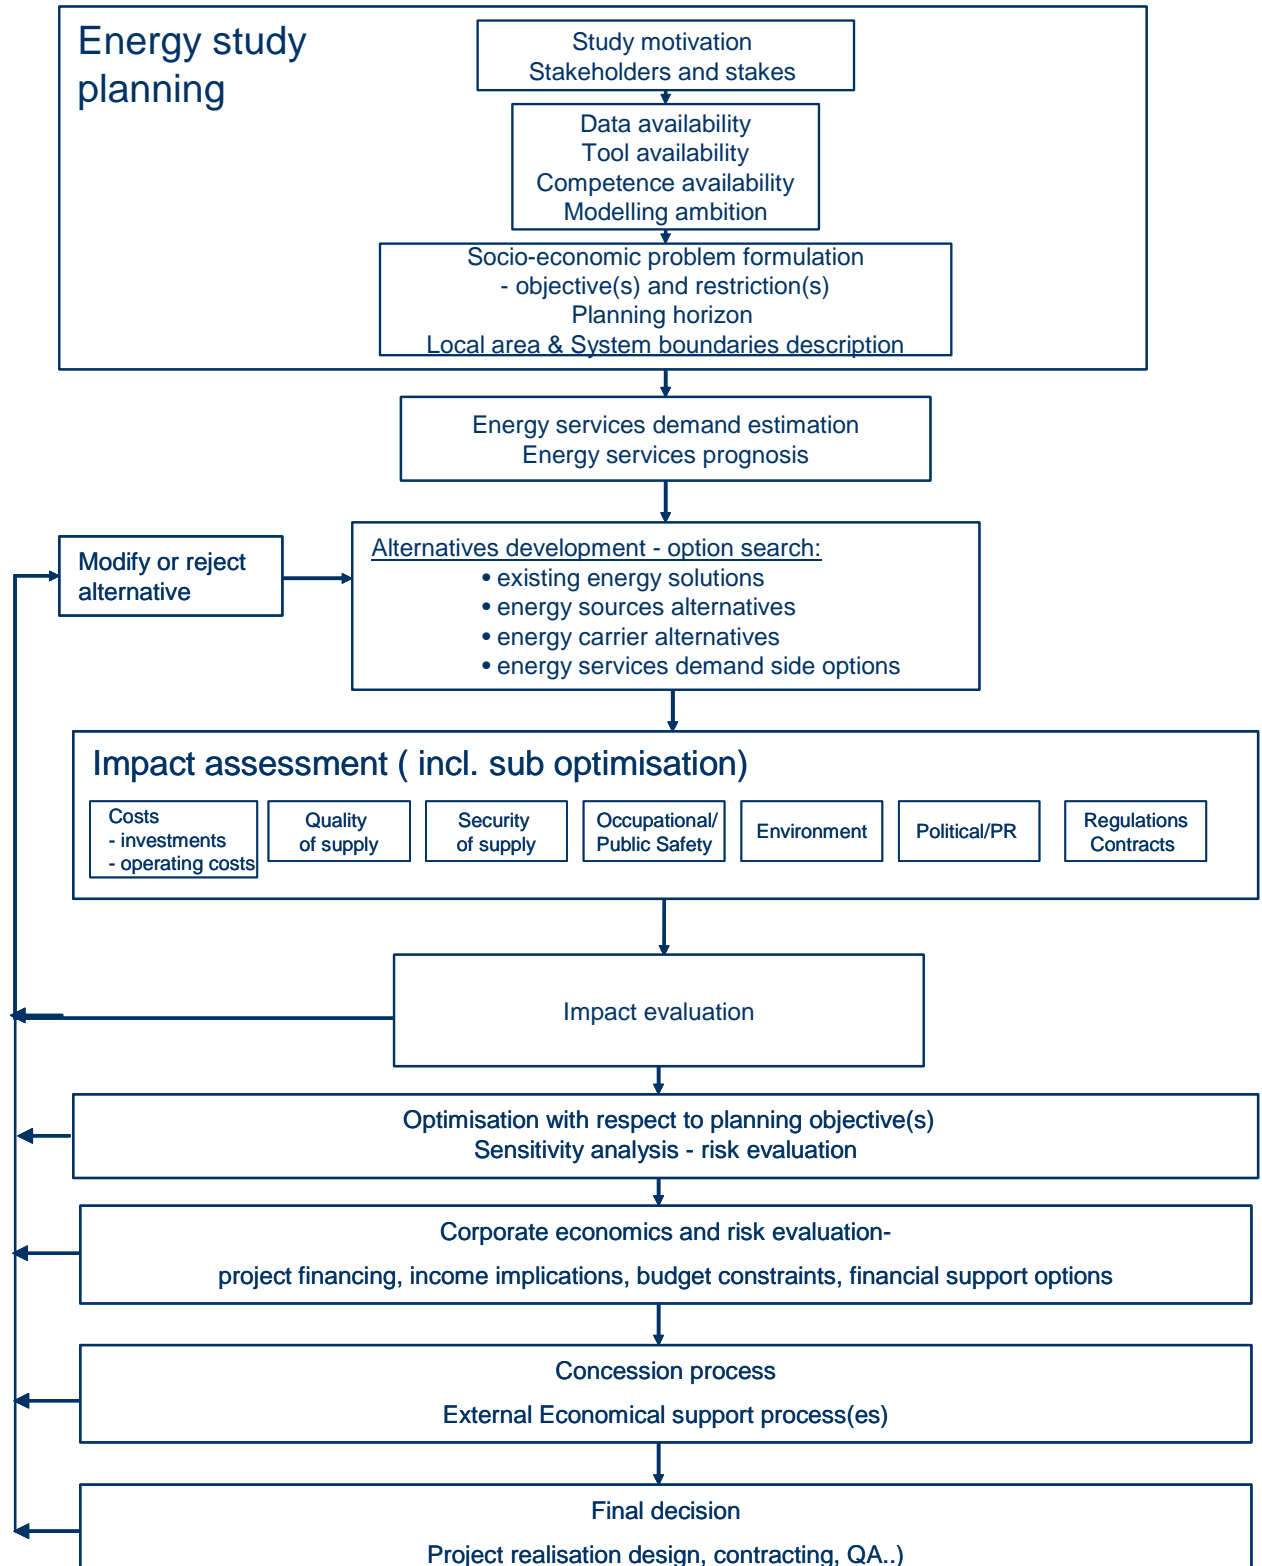 Energy study
planning
Study motivation
Stakeholders and stakes
Data availability
Tool availability
Competence availability
Modelling ambition
Socio-economic problem formulation
- objective(s) and restriction(s)
Planning horizon
Local area & System boundaries description
Energy services demand estimation
Energy services prognosis
Modify or reject
alternative
Alternatives development - option search:
• existing energy solutions
• energy sources alternatives
• energy carrier alternatives
• energy services demand side options
Impact assessment ( incl. sub optimisation)
Costs
- investments
- operating costs
Quality
of supply
Security
of supply
Occupational/
Public Safety
Environment
Political/PR
Regulations
Contracts
Impact evaluation
Optimisation with respect to planning objective(s)
Sensitivity analysis - risk evaluation
Corporate economics and risk evaluation-
project financing, income implications, budget constraints, financial support options
Concession process
External Economical support process(es)
Final decision
Project realisation design, contracting, QA..)